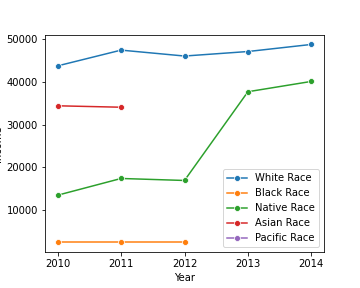 50000
40000
30000
20000
10000
2010 2011 2012 2013 2014
Year
White Race
Black Race
Native Race
Asian Race
Pacific Race